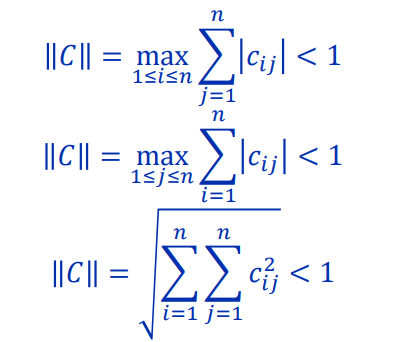 ‖C‖ = max_{1≤i≤n} ∑_{j=1}^{n} |c_{ij}| < 1
‖C‖ = max_{1≤j≤n} ∑_{i=1}^{n} |c_{ij}| < 1
‖C‖ = √(∑_{i=1}^{n} ∑_{j=1}^{n} c_{ij}^{2}) < 1